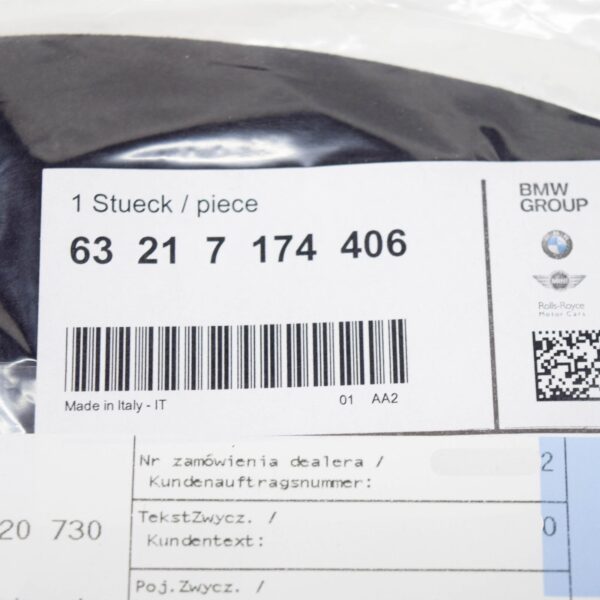 1 Stueck / piece
63 21 7 174 406
Made in Italy - IT
01 AA2
BMW
GROUP
Rolls-Royce
Motor Cars
Nr zamówienia dealera /
Kundenauftragsnummer:
2
20 730
TekstZwycz. /
Kundentext:
0
Poj.Zwycz. /